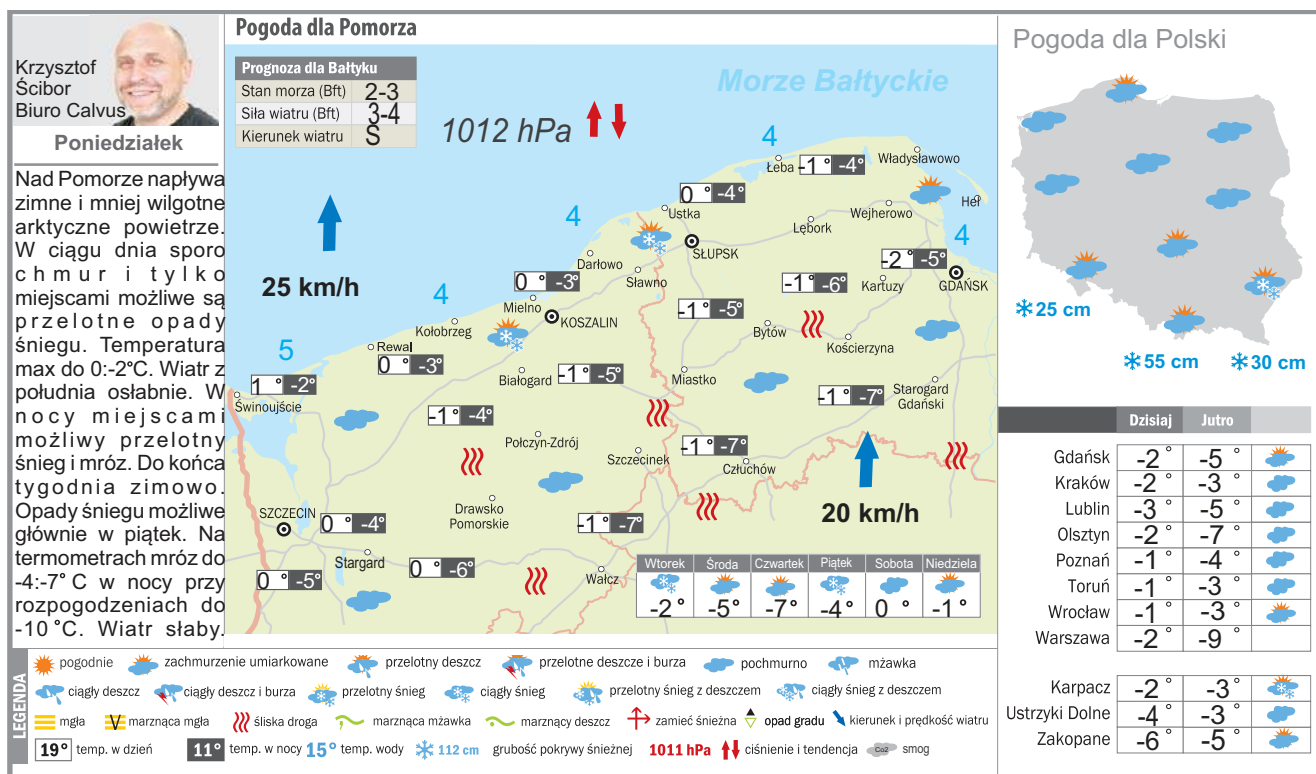 Krzysztof
Ścibor
Biuro Calvus
Poniedziałek
Nad Pomorze napływa
zimne i mniej wilgotne
arktyczne powietrze.
W ciągu dnia sporo
chmur i tylko
miejscami możliwe są
przelotne opady
śniegu. Temperatura
max do 0:-2°C. Wiatr z
południa osłabnie. W
nocy miejscami
możliwy przelotny
śnieg i mróz. Do końca
tygodnia zimowo.
Opady śniegu możliwe
głównie w piątek. Na
termometrach mróz do
-4:-7° C w nocy przy
rozpogodzeniach do
-10 °C. Wiatr słaby.
Pogoda dla Pomorza
Prognoza dla Bałtyku
Stan morza (Bft) 2-3
Siła wiatru (Bft) 3-4
Kierunek wiatru S
1012 hPa
Morze Bałtyckie
4
Łeba -1 ° -4°
Władysławowo
0 ° -4°
Ustka
Hel
Wejherowo
Lębork
4
4
SŁUPSK
-2 ° -5°
GDAŃSK
Darłowo
Sławno
25 km/h
0 ° -3°
-1 ° -6°
Kartuzy
4
Mielno
KOSZALIN
-1 ° -5°
Kołobrzeg
Bytów
Kościerzyna
5
Rewal
0 ° -3°
Białogard
-1 ° -5°
Miastko
1 ° -2°
Świnoujście
-1 ° -7°
Starogard
Gdański
-1 ° -4°
Połczyn-Zdrój
Szczecinek
-1 ° -7°
Człuchów
SZCZECIN
0 ° -4°
Drawsko
Pomorskie
-1 ° -7°
20 km/h
Stargard
0 ° -6°
0 ° -5°
Wałcz
Wtorek Środa Czwartek Piątek Sobota Niedziela
-2 ° -5° -7° -4° 0 ° -1 °
Pogoda dla Polski
25 cm
55 cm
30 cm
Dzisiaj Jutro
Gdańsk -2 ° -5 °
Kraków -2 ° -3 °
Lublin -3 ° -5 °
Olsztyn -2 ° -7 °
Poznań -1 ° -4 °
Toruń -1 ° -3 °
Wrocław -1 ° -3 °
Warszawa -2 ° -9 °
Karpacz -2 ° -3 °
Ustrzyki Dolne -4 ° -3 °
Zakopane -6 ° -5 °
LEGENDA
pogodnie zachmurzenie umiarkowane przelotny deszcz przelotne deszcze i burza pochmurno mżawka
ciągły deszcz ciągły deszcz i burza przelotny śnieg ciągły śnieg przelotny śnieg z deszczem ciągły śnieg z deszczem
mgła marznąca mgła śliska droga marznąca mżawka marznący deszcz zamieć śnieżna opad gradu kierunek i prędkość wiatru
19° temp. w dzień 11° temp. w nocy 15° temp. wody 112 cm grubość pokrywy śnieżnej 1011 hPa ciśnienie i tendencja Co2 smog